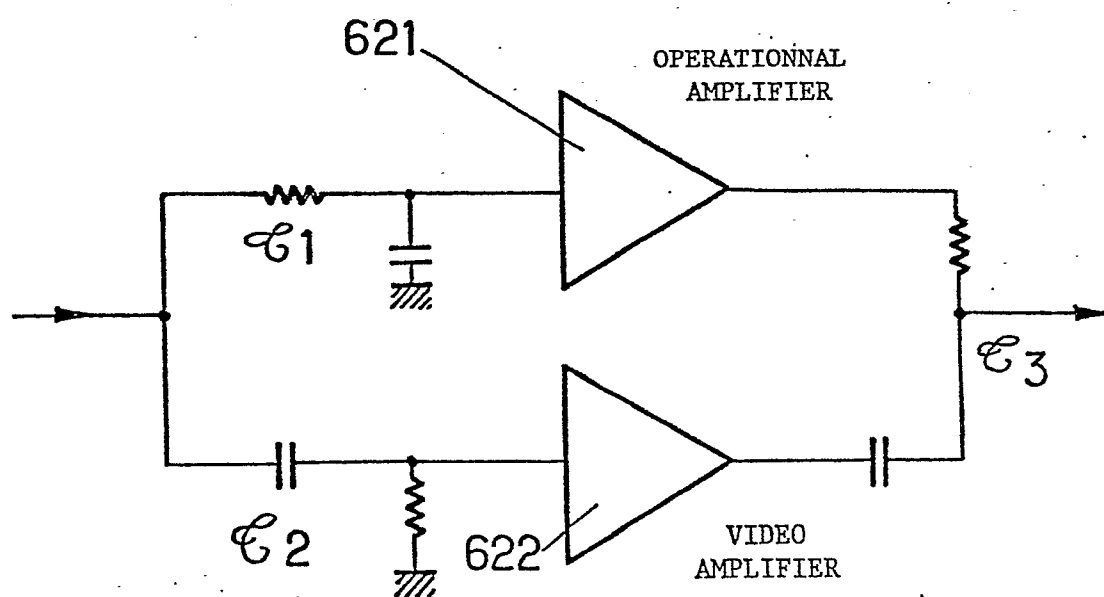 621
OPERATIONNAL
AMPLIFIER
𝒞1
𝒞3
𝒞2
622
VIDEO
AMPLIFIER